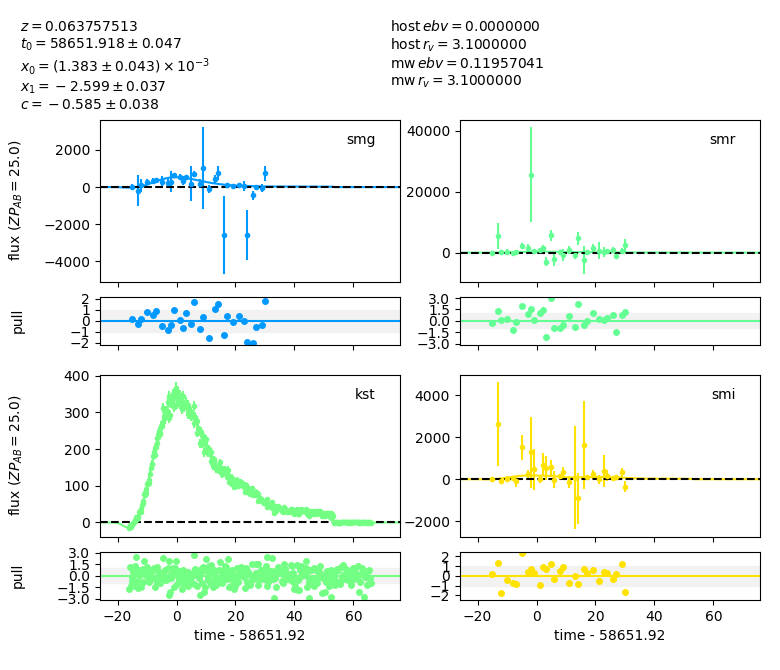 z = 0.063757513
t₀ = 58651.918 ± 0.047
x₀ = (1.383 ± 0.043) × 10⁻³
x₁ = −2.599 ± 0.037
c = −0.585 ± 0.038
host ebv = 0.0000000
host r_v = 3.1000000
mw ebv = 0.11957041
mw r_v = 3.1000000
flux (ZP_AB = 25.0)
2000
0
−2000
−4000
smg
40000
20000
0
smr
pull
2
1
0
−1
−2
3.0
1.5
0.0
−1.5
−3.0
flux (ZP_AB = 25.0)
400
300
200
100
0
kst
4000
2000
0
−2000
smi
pull
3.0
1.5
0.0
−1.5
−3.0
2
1
0
−1
−2
−20 0 20 40 60
−20 0 20 40 60
time - 58651.92
time - 58651.92